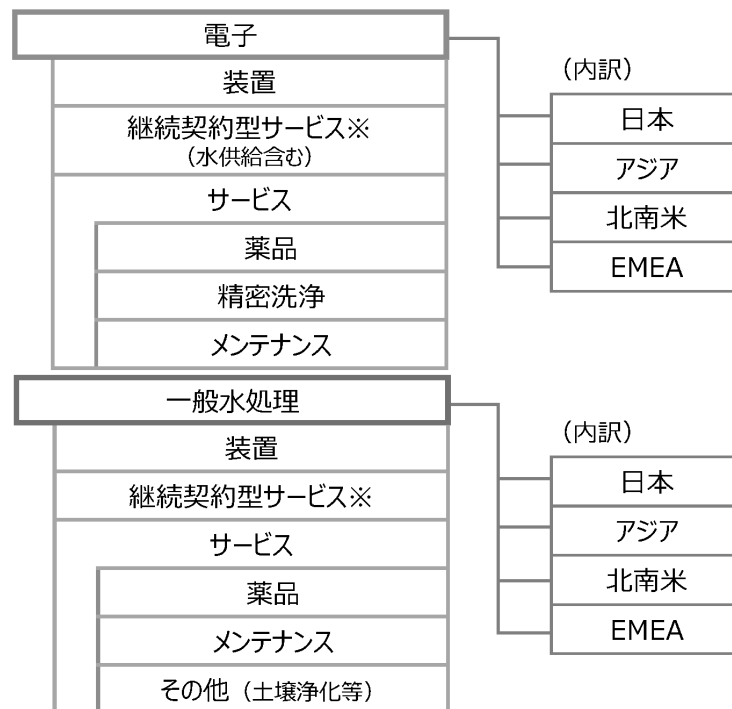 電子
装置
継続契約型サービス※
（水供給含む）
サービス
薬品
精密洗浄
メンテナンス
（内訳）
日本
アジア
北南米
EMEA
一般水処理
装置
継続契約型サービス※
サービス
薬品
メンテナンス
その他（土壌浄化等）
（内訳）
日本
アジア
北南米
EMEA